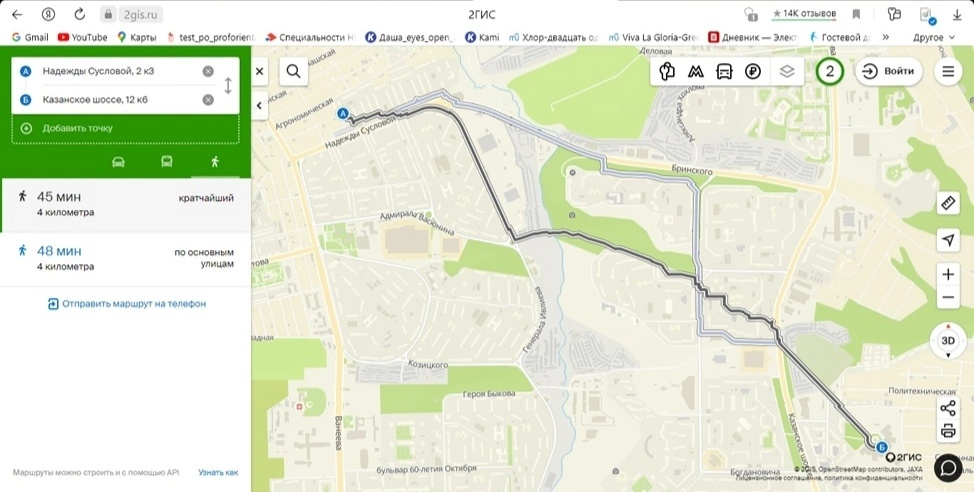 2gis.ru
2ГИС
★ 14К отзывов
Gmail
YouTube
Карты
test_po_proforient
Специальности Н
Даша_eyes_open_
Kami
Хлор-двадцать од
Viva La Gloria-Gre
Дневник — Элект
Гостевой д
»
Другое
А Надежды Сусловой, 2 к3
Б Казанское шоссе, 12 к6
Добавить точку
45 мин
кратчайший
4 километра
48 мин
по основным улицам
4 километра
Отправить маршрут на телефон
Маршруты можно строить и с помощью API
Узнать как
2
Войти
3D
Деловая
Агрономическая
А
Надежды Сусловой
Бринского
Адмирала Васюнина
Генерала Ивлиева
Козицкого
Героя Быкова
Ванеева
бульвар 60-летия Октября
Политехническая
Казанское шоссе
Б
Богдановича
2ГИС
© 2GIS, OpenStreetMap contributors, JAXA
Лицензионное соглашение, политика конфиденциальности